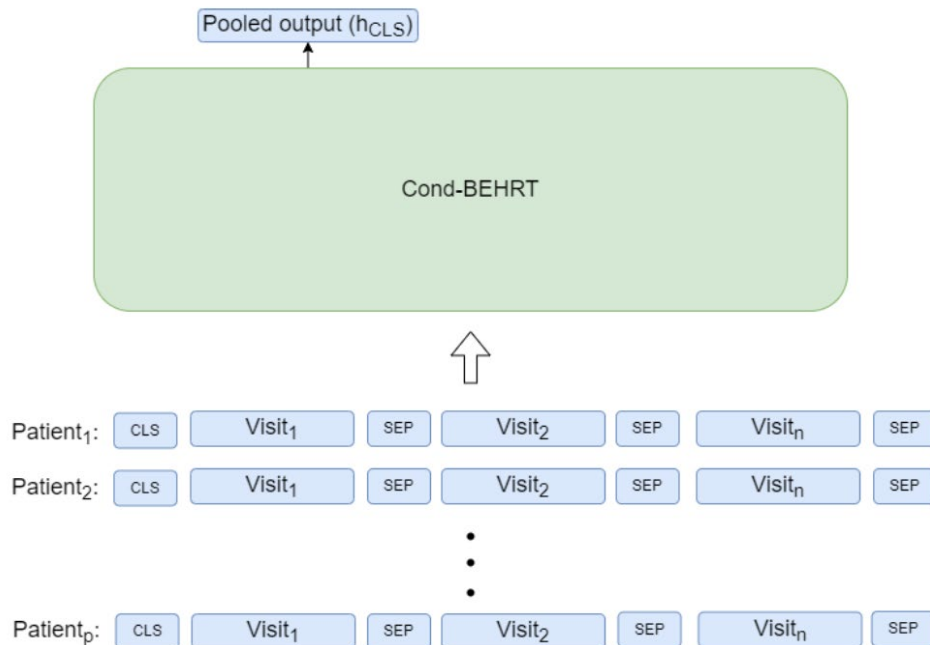 Pooled output (hCLS)
Cond-BEHRT
Patient1: CLS Visit1 SEP Visit2 SEP Visitn SEP
Patient2: CLS Visit1 SEP Visit2 SEP Visitn SEP
Patientp: CLS Visit1 SEP Visit2 SEP Visitn SEP